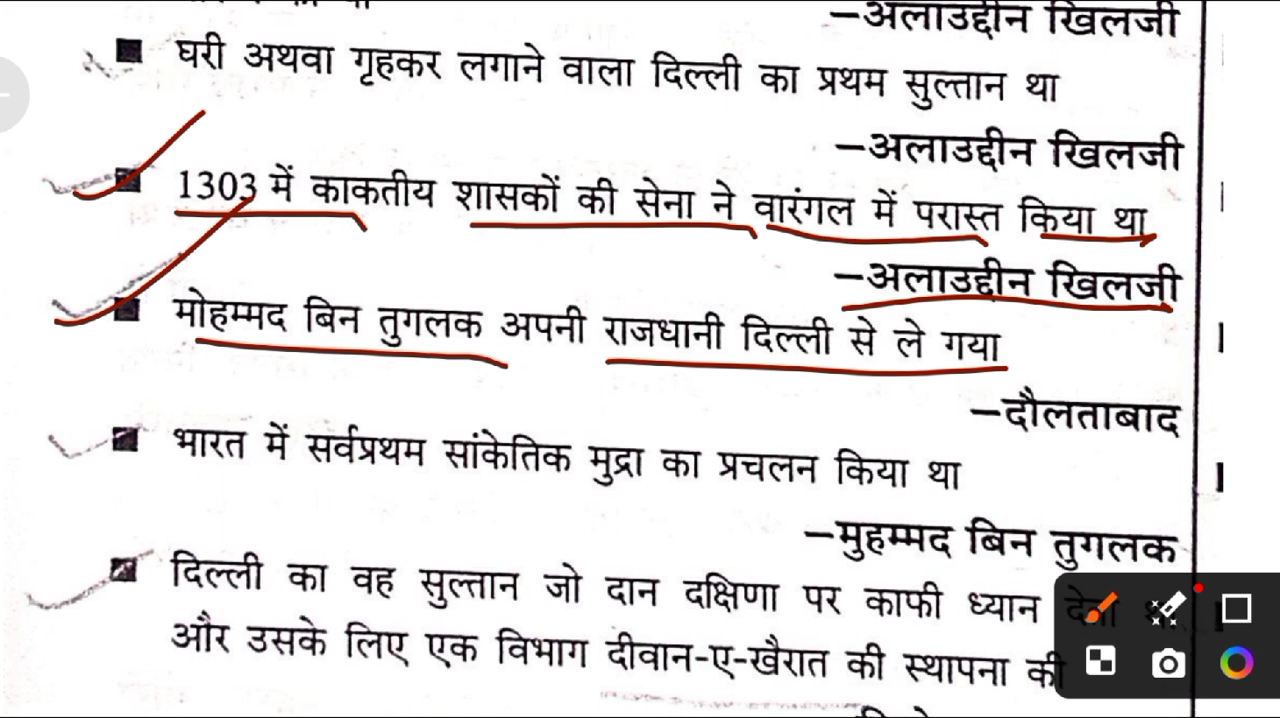 –अलाउद्दीन खिलजी
घरी अथवा गृहकर लगाने वाला दिल्ली का प्रथम सुल्तान था
–अलाउद्दीन खिलजी
1303 में काकतीय शासकों की सेना ने वारंगल में परास्त किया था
–अलाउद्दीन खिलजी
मोहम्मद बिन तुगलक अपनी राजधानी दिल्ली से ले गया
–दौलताबाद
भारत में सर्वप्रथम सांकेतिक मुद्रा का प्रचलन किया था
–मुहम्मद बिन तुगलक
दिल्ली का वह सुल्तान जो दान दक्षिणा पर काफी ध्यान देता
और उसके लिए एक विभाग दीवान-ए-खैरात की स्थापना की